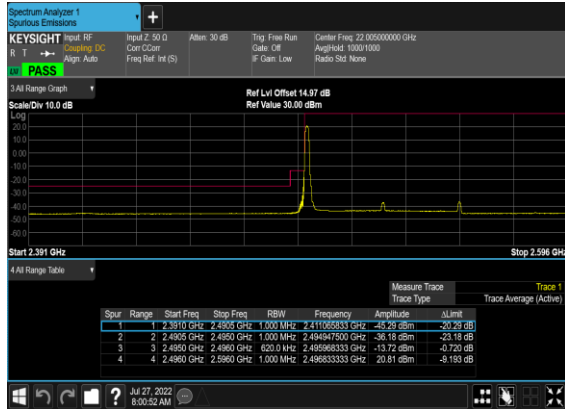 Spectrum Analyzer 1
Spurious Emissions
+
KEYSIGHT Input: RF Input Z: 50 Ω Atten: 30 dB Trig: Free Run Center Freq: 22.005000000 GHz
R T Coupling: DC Corr CCorr Gate: Off Avg|Hold: 1000/1000
Align: Auto Freq Ref: Int (S) IF Gain: Low Radio Std: None
PASS
3 All Range Graph
Ref Lvl Offset 14.97 dB
Scale/Div 10.0 dB Ref Value 30.00 dBm
Log
20.0
10.0
0.00
-10.0
-20.0
-30.0
-40.0
-50.0
-60.0
Start 2.391 GHz Stop 2.596 GHz
4 All Range Table
Measure Trace Trace 1
Trace Type Trace Average (Active)
Spur Range Start Freq Stop Freq RBW Frequency Amplitude ΔLimit
1 1 2.3910 GHz 2.4905 GHz 1.000 MHz 2.411065833 GHz -45.29 dBm -20.29 dB
2 2 2.4905 GHz 2.4950 GHz 1.000 MHz 2.494947500 GHz -36.18 dBm -23.18 dB
3 3 2.4950 GHz 2.4960 GHz 620.0 kHz 2.495968333 GHz -13.72 dBm -0.720 dB
4 4 2.4960 GHz 2.5960 GHz 1.000 MHz 2.496833333 GHz 20.81 dBm -9.193 dB
? Jul 27, 2022
8:00:52 AM